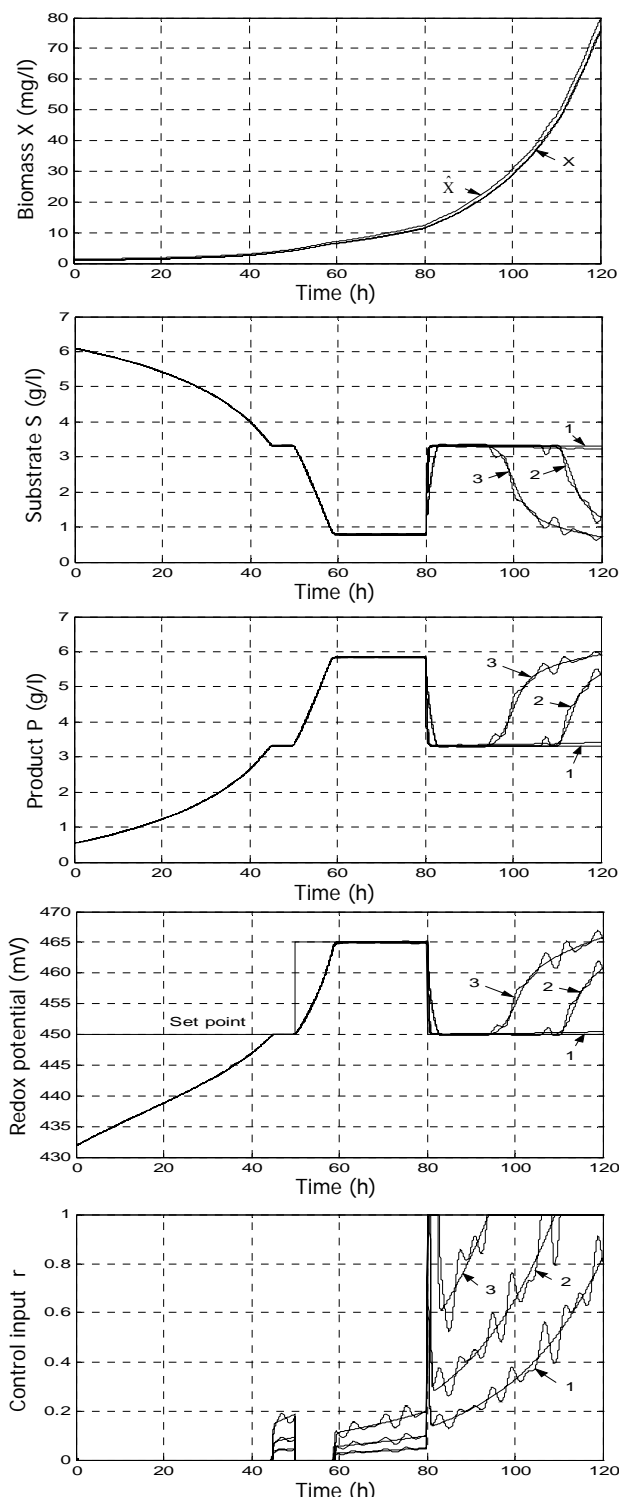 Biomass X (mg/l)
80
70
60
50
40
30
20
10
0
X̂
X
0 20 40 60 80 100 120
Time (h)
Substrate S (g/l)
7
6
5
4
3
2
1
0
1
2
3
0 20 40 60 80 100 120
Time (h)
Product P (g/l)
7
6
5
4
3
2
1
0
3
2
1
0 20 40 60 80 100 120
Time (h)
Redox potential (mV)
470
465
460
455
450
440
430
Set point
3
2
1
0 20 40 60 80 100 120
Time (h)
Control input r
1
0.8
0.6
0.4
0.2
0
3
2
1
0 20 40 60 80 100 120
Time (h)